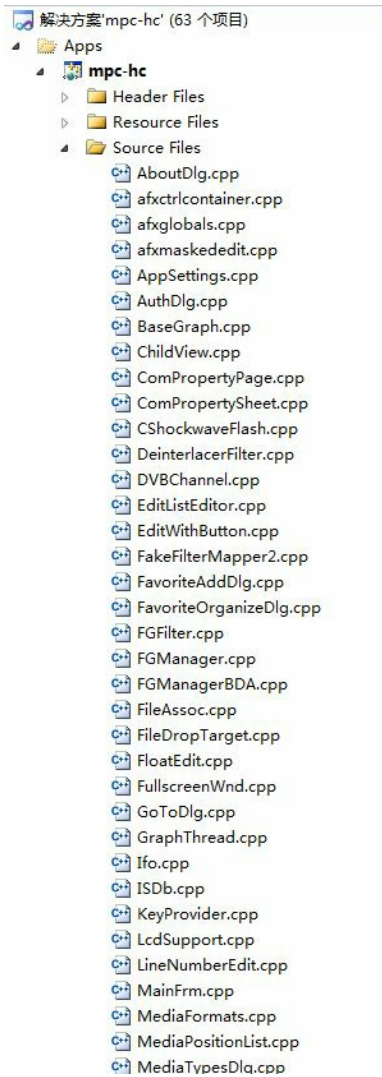 解决方案'mpc-hc' (63 个项目)
Apps
mpc-hc
Header Files
Resource Files
Source Files
AboutDlg.cpp
afxctrlcontainer.cpp
afxglobals.cpp
afxmaskededit.cpp
AppSettings.cpp
AuthDlg.cpp
BaseGraph.cpp
ChildView.cpp
ComPropertyPage.cpp
ComPropertySheet.cpp
CShockwaveFlash.cpp
DeinterlacerFilter.cpp
DVBChannel.cpp
EditListEditor.cpp
EditWithButton.cpp
FakeFilterMapper2.cpp
FavoriteAddDlg.cpp
FavoriteOrganizeDlg.cpp
FGFilter.cpp
FGManager.cpp
FGManagerBDA.cpp
FileAssoc.cpp
FileDropTarget.cpp
FloatEdit.cpp
FullscreenWnd.cpp
GoToDlg.cpp
GraphThread.cpp
Ifo.cpp
ISDb.cpp
KeyProvider.cpp
LcdSupport.cpp
LineNumberEdit.cpp
MainFrm.cpp
MediaFormats.cpp
MediaPositionList.cpp
MediaTypesDlg.cpp